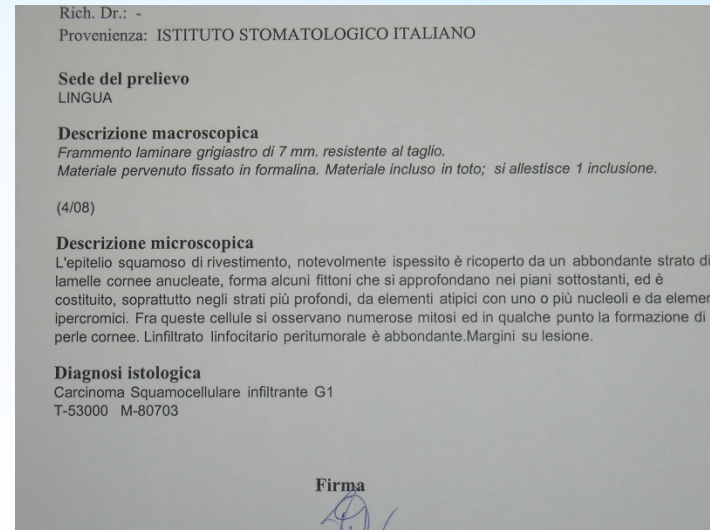 Rich. Dr.: -
Provenienza: ISTITUTO STOMATOLOGICO ITALIANO
Sede del prelievo
LINGUA
Descrizione macroscopica
Frammento laminare grigiastro di 7 mm. resistente al taglio.
Materiale pervenuto fissato in formalina. Materiale incluso in toto; si allestisce 1 inclusione.
(4/08)
Descrizione microscopica
L'epitelio squamoso di rivestimento, notevolmente ispessito è ricoperto da un abbondante strato di
lamelle cornee anucleate, forma alcuni fittoni che si approfondano nei piani sottostanti, ed è
costituito, soprattutto negli strati più profondi, da elementi atipici con uno o più nucleoli e da elemen
ipercromici. Fra queste cellule si osservano numerose mitosi ed in qualche punto la formazione di
perle cornee. Linfiltrato linfocitario peritumorale è abbondante.Margini su lesione.
Diagnosi istologica
Carcinoma Squamocellulare infiltrante G1
T-53000 M-80703
Firma